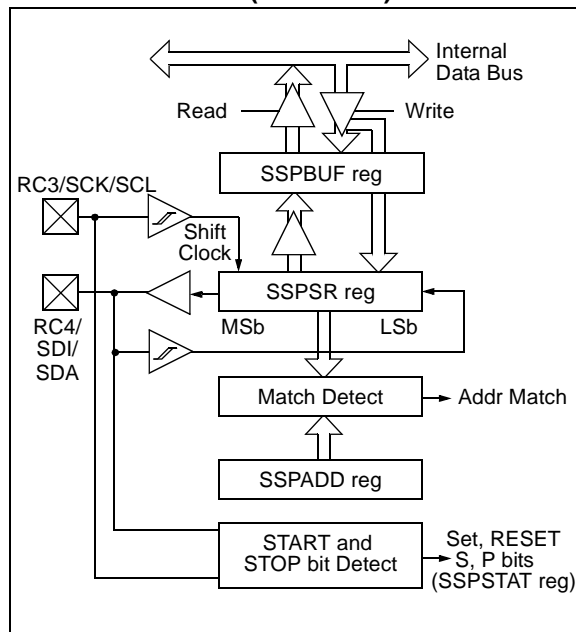 Internal
Data Bus
Read
Write
SSPBUF reg
RC3/SCK/SCL
Shift
Clock
SSPSR reg
MSb
LSb
RC4/
SDI/
SDA
Match Detect
Addr Match
SSPADD reg
START and
STOP bit Detect
Set, RESET
S, P bits
(SSPSTAT reg)